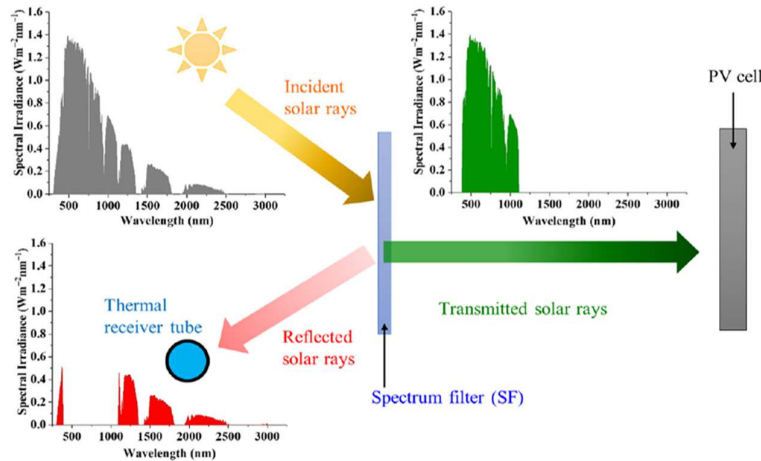 1.6
1.4
1.2
1.0
0.8
0.6
0.4
0.2
0.0
Spectral Irradiance (Wm⁻²nm⁻¹)
500 1000 1500 2000 2500 3000
Wavelength (nm)
Incident
solar rays
1.6
1.4
1.2
1.0
0.8
0.6
0.4
0.2
0.0
Spectral Irradiance (Wm⁻²nm⁻¹)
500 1000 1500 2000 2500 3000
Wavelength (nm)
PV cell
1.6
1.4
1.2
1.0
0.8
0.6
0.4
0.2
0.0
Spectral Irradiance (Wm⁻²nm⁻¹)
500 1000 1500 2000 2500 3000
Wavelength (nm)
Thermal
receiver tube
Reflected
solar rays
Transmitted solar rays
Spectrum filter (SF)